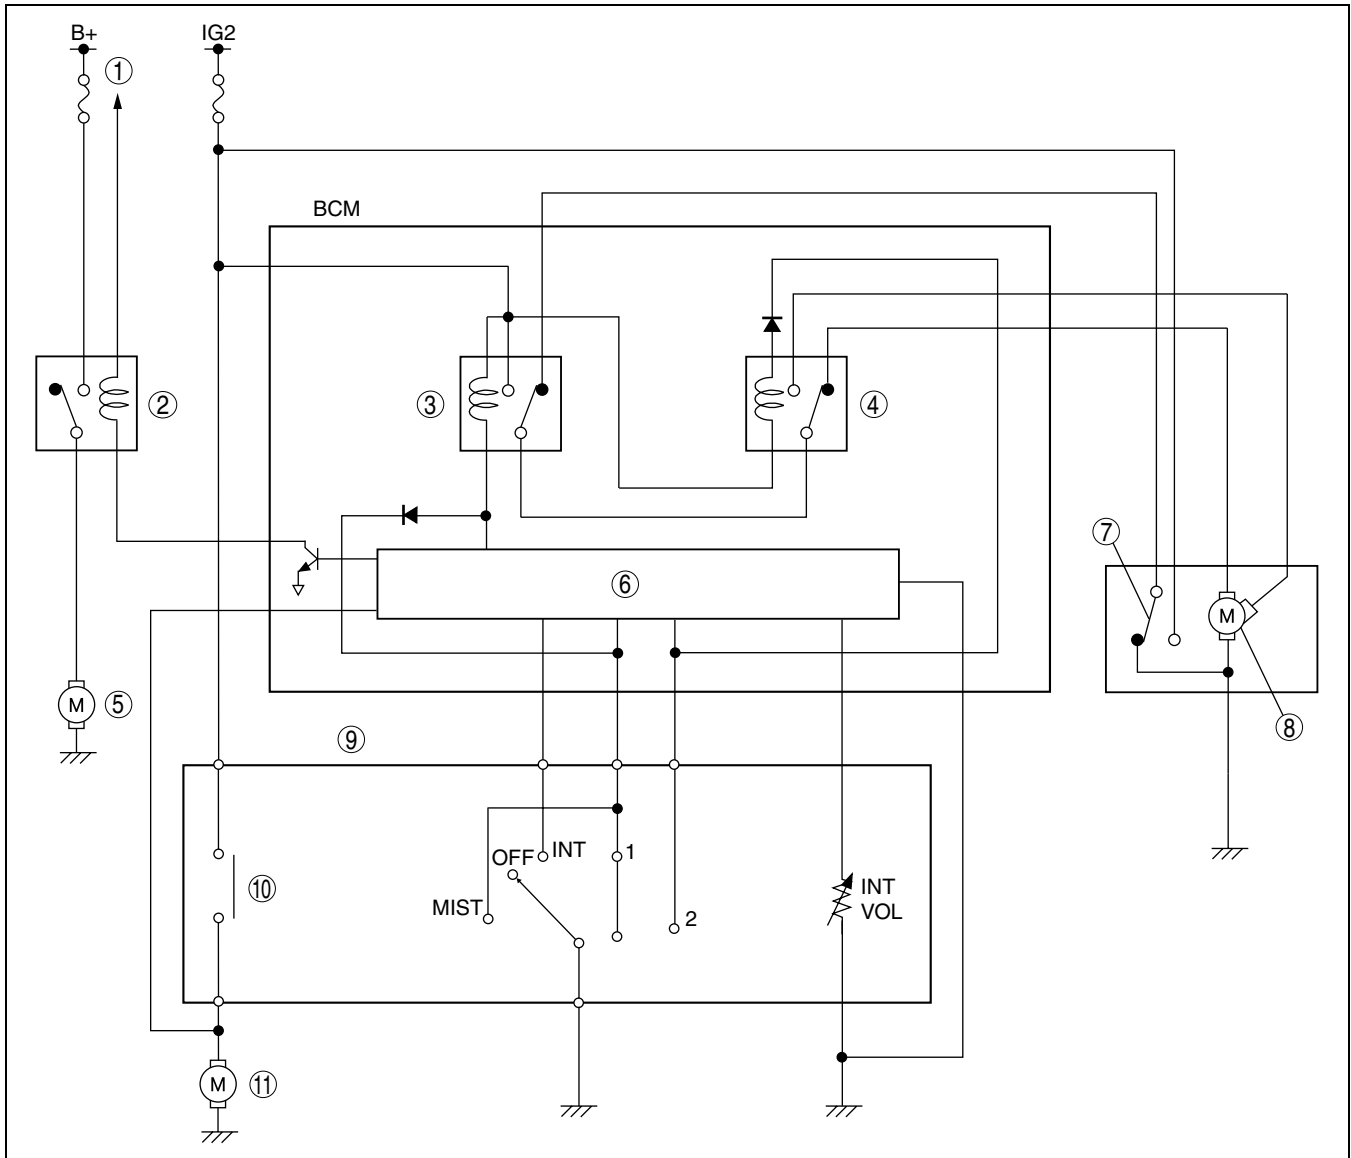 B+
IG2
①
BCM
②
③
④
⑦
⑥
⑤
M
M
⑧
⑨
OFF
INT
1
⑩
MIST
2
INT
VOL
M
⑪